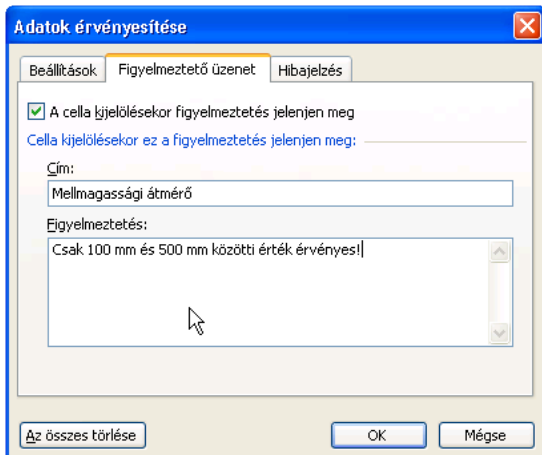 Adatok érvényesítése
Beállítások Figyelmeztető üzenet Hibajelzés
A cella kijelölésekor figyelmeztetés jelenjen meg
Cella kijelölésekor ez a figyelmeztetés jelenjen meg:
Cím:
Mellmagassági átmérő
Figyelmeztetés:
Csak 100 mm és 500 mm közötti érték érvényes!
Az összes törlése OK Mégse